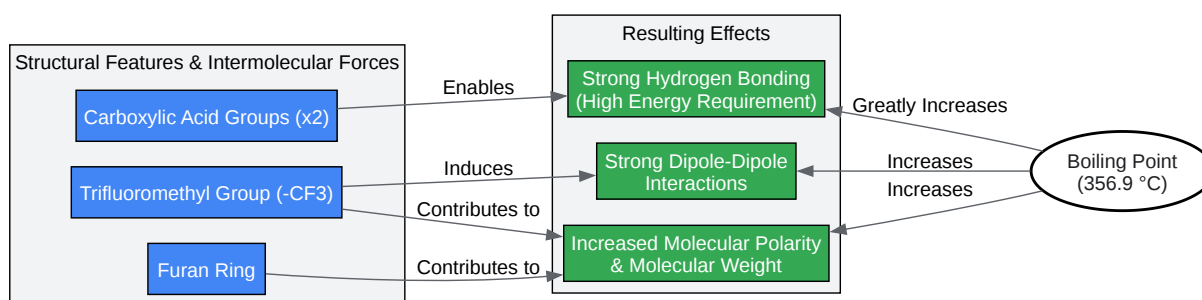 Structural Features & Intermolecular Forces
Carboxylic Acid Groups (x2)
Trifluoromethyl Group (-CF3)
Furan Ring
Enables
Induces
Contributes to
Contributes to
Resulting Effects
Strong Hydrogen Bonding
(High Energy Requirement)
Strong Dipole-Dipole
Interactions
Increased Molecular Polarity
& Molecular Weight
Greatly Increases
Increases
Increases
Boiling Point
(356.9 °C)